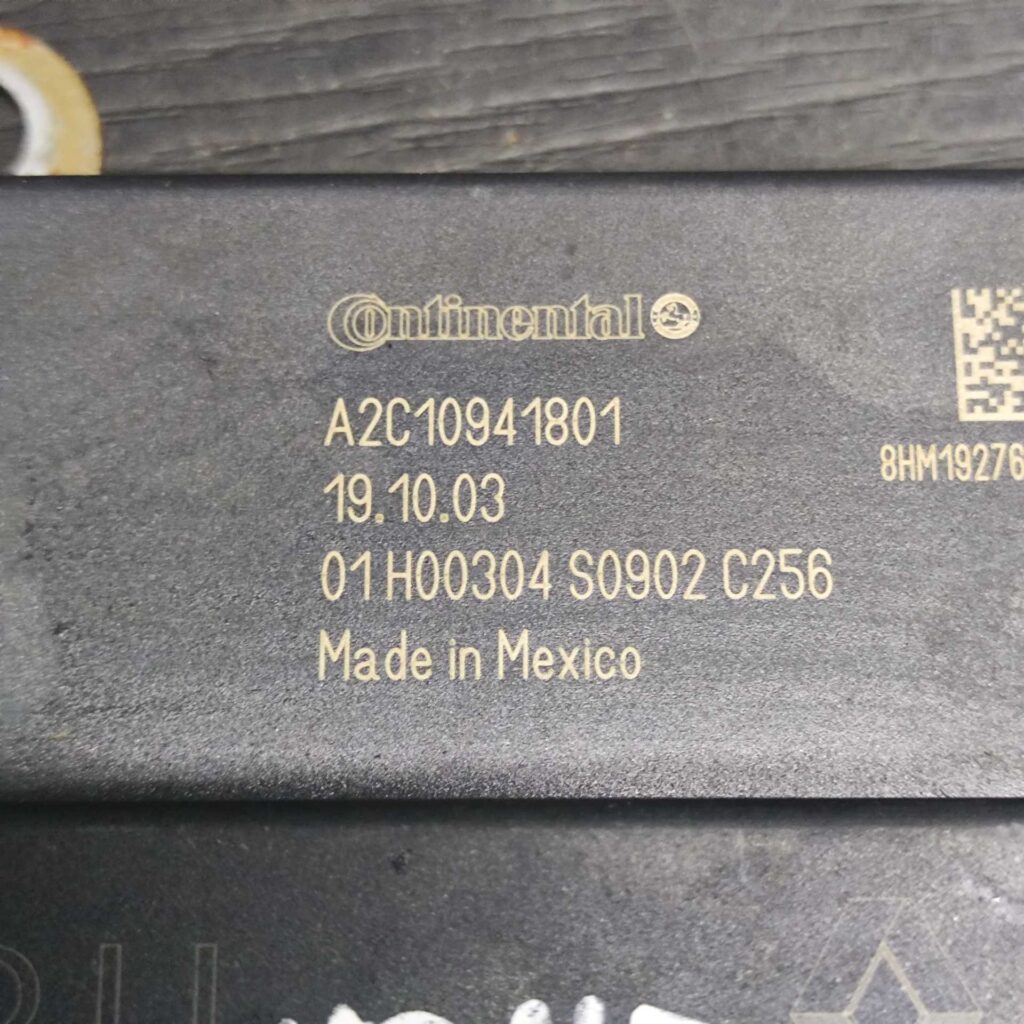 Continental
A2C10941801
8HM19276
19.10.03
01 H00304 S0902 C256
Made in Mexico